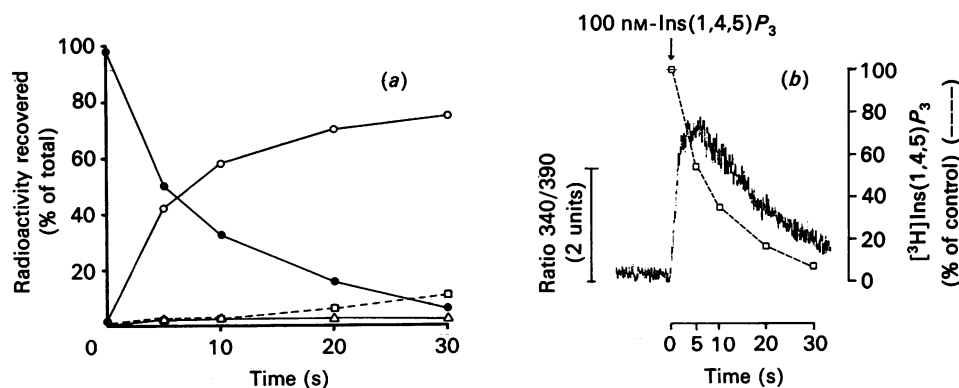 100 nM-Ins(1,4,5)P3
(a)
(b)
Radioactivity recovered
(% of total)
100
80
60
40
20
0
10
20
30
Time (s)
Ratio 340/390
(2 units)
100
80
60
40
20
0
[³H]Ins(1,4,5)P3
(% of control) (-----)
0
5
10
20
30
Time (s)